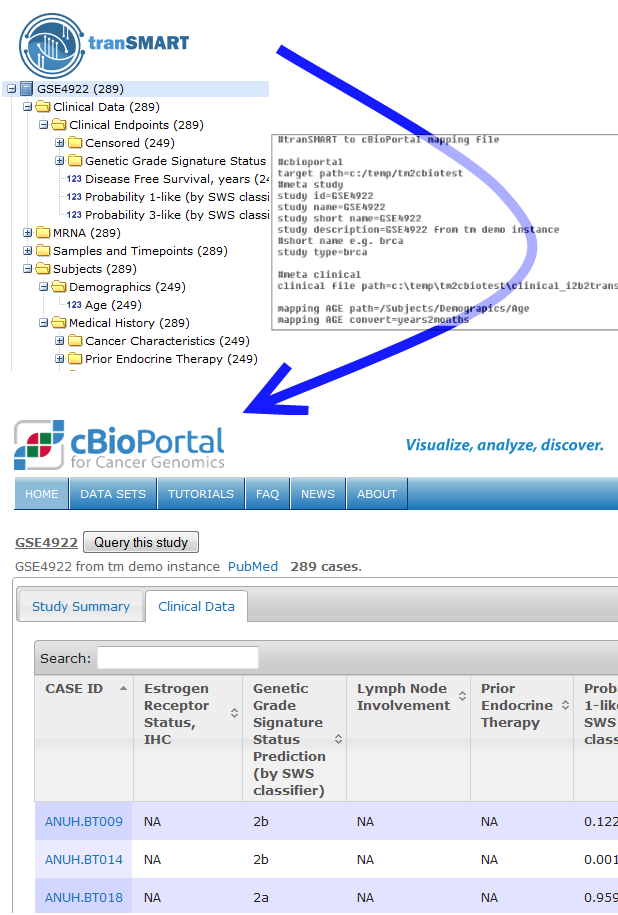 tranSMART
GSE4922 (289)
Clinical Data (289)
Clinical Endpoints (249)
Censored (249)
Genetic Grade Signature Status
123 Disease Free Survival, years (24
123 Probability 1-like (by SWS classi
123 Probability 3-like (by SWS classi
MRNA (289)
Samples and Timepoints (289)
Subjects (289)
Demographics (249)
123 Age (249)
Medical History (289)
Cancer Characteristics (249)
Prior Endocrine Therapy (249)
#tranSMART to cBioPortal mapping file
#cbioportal
target path=c:/temp/tm2cbiotest
#meta study
study id=GSE4922
study name=GSE4922
study short name=GSE4922
study description=GSE4922 from tm demo instance
#short name e.g. brca
study type=brca
#meta clinical
clinical file path=c:\temp\tm2cbiotest\clinical_i2b2trans
mapping AGE path=/Subjects/Demograpics/Age
mapping AGE convert=years2months
cBioPortal
for Cancer Genomics
Visualize, analyze, discover.
HOME DATA SETS TUTORIALS FAQ NEWS ABOUT
GSE4922 Query this study
GSE4922 from tm demo instance PubMed 289 cases.
Study Summary Clinical Data
Search:
CASE ID
Estrogen
Receptor
Status,
IHC
Genetic
Grade
Signature
Status
Prediction
(by SWS
classifier)
Lymph Node
Involvement
Prior
Endocrine
Therapy
Prob
1-lik
SWS
clas
ANUH.BT009 NA 2b NA NA 0.122
ANUH.BT014 NA 2b NA NA 0.001
ANUH.BT018 NA 2a NA NA 0.959